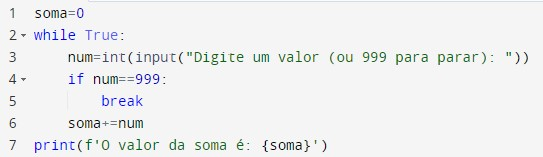 1 soma=0
2 while True:
3     num=int(input("Digite um valor (ou 999 para parar): "))
4     if num==999:
5         break
6     soma+=num
7 print(f'O valor da soma é: {soma}')